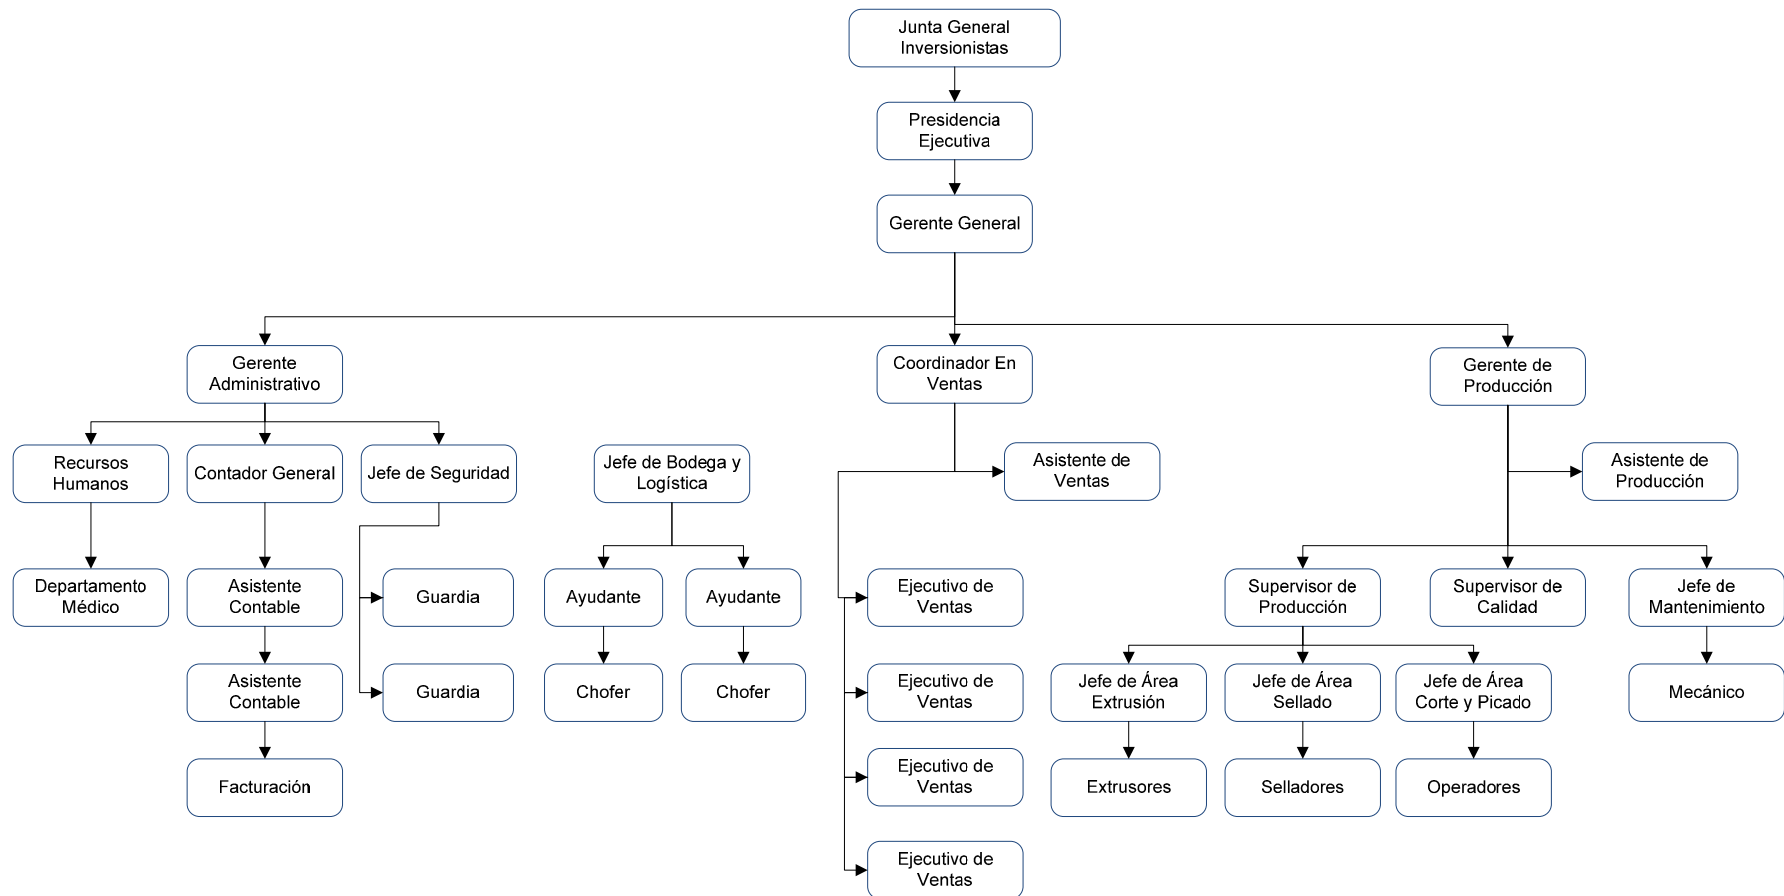 Junta General
Inversionistas
Presidencia
Ejecutiva
Gerente General
Gerente
Administrativo
Coordinador En
Ventas
Gerente de
Producción
Recursos
Humanos
Contador General
Jefe de Seguridad
Jefe de Bodega y
Logística
Asistente de
Ventas
Asistente de
Producción
Departamento
Médico
Asistente
Contable
Guardia
Ayudante
Ayudante
Ejecutivo de
Ventas
Supervisor de
Producción
Supervisor de
Calidad
Jefe de
Mantenimiento
Asistente
Contable
Guardia
Chofer
Chofer
Ejecutivo de
Ventas
Jefe de Área
Extrusión
Jefe de Área
Sellado
Jefe de Área
Corte y Picado
Mecánico
Facturación
Ejecutivo de
Ventas
Extrusores
Selladores
Operadores
Ejecutivo de
Ventas